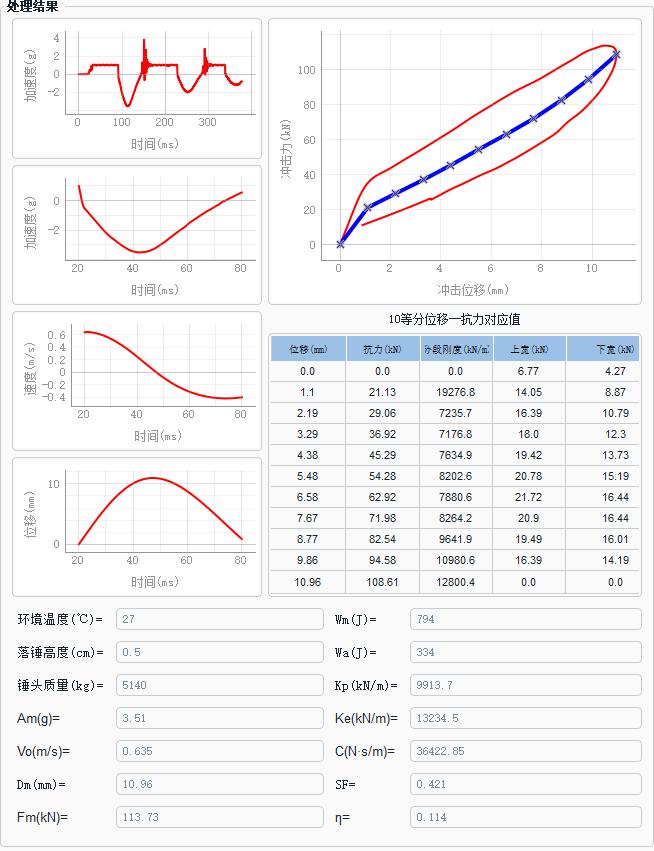 处理结果
加速度(g)
4
2
0
−2
0
100
200
300
时间(ms)
加速度(g)
0
−2
20
40
60
80
时间(ms)
速度(m/s)
0.6
0.4
0.2
0
−0.2
−0.4
20
40
60
80
时间(ms)
位移(mm)
10
0
20
40
60
80
时间(ms)
冲击力(kN)
100
80
60
40
20
0
0
2
4
6
8
10
冲击位移(mm)
10等分位移一抗力对应值
位移(mm) 抗力(kN) 段刚度(kN/m 上宽(kN) 下宽(kN)
0.0 0.0 0.0 6.77 4.27
1.1 21.13 19276.8 14.05 8.87
2.19 29.06 7235.7 16.39 10.79
3.29 36.92 7176.8 18.0 12.3
4.38 45.29 7634.9 19.42 13.73
5.48 54.28 8202.6 20.78 15.19
6.58 62.92 7880.6 21.72 16.44
7.67 71.98 8264.2 20.9 16.44
8.77 82.54 9641.9 19.49 16.01
9.86 94.58 10980.6 16.39 14.19
10.96 108.61 12800.4 0.0 0.0
环境温度(℃)= 27 Wm(J)= 794
落锤高度(cm)= 0.5 Wa(J)= 334
锤头质量(kg)= 5140 Kp(kN/m)= 9913.7
Am(g)= 3.51 Ke(kN/m)= 13234.5
Vo(m/s)= 0.635 C(N·s/m)= 36422.85
Dm(mm)= 10.96 SF= 0.421
Fm(kN)= 113.73 η= 0.114